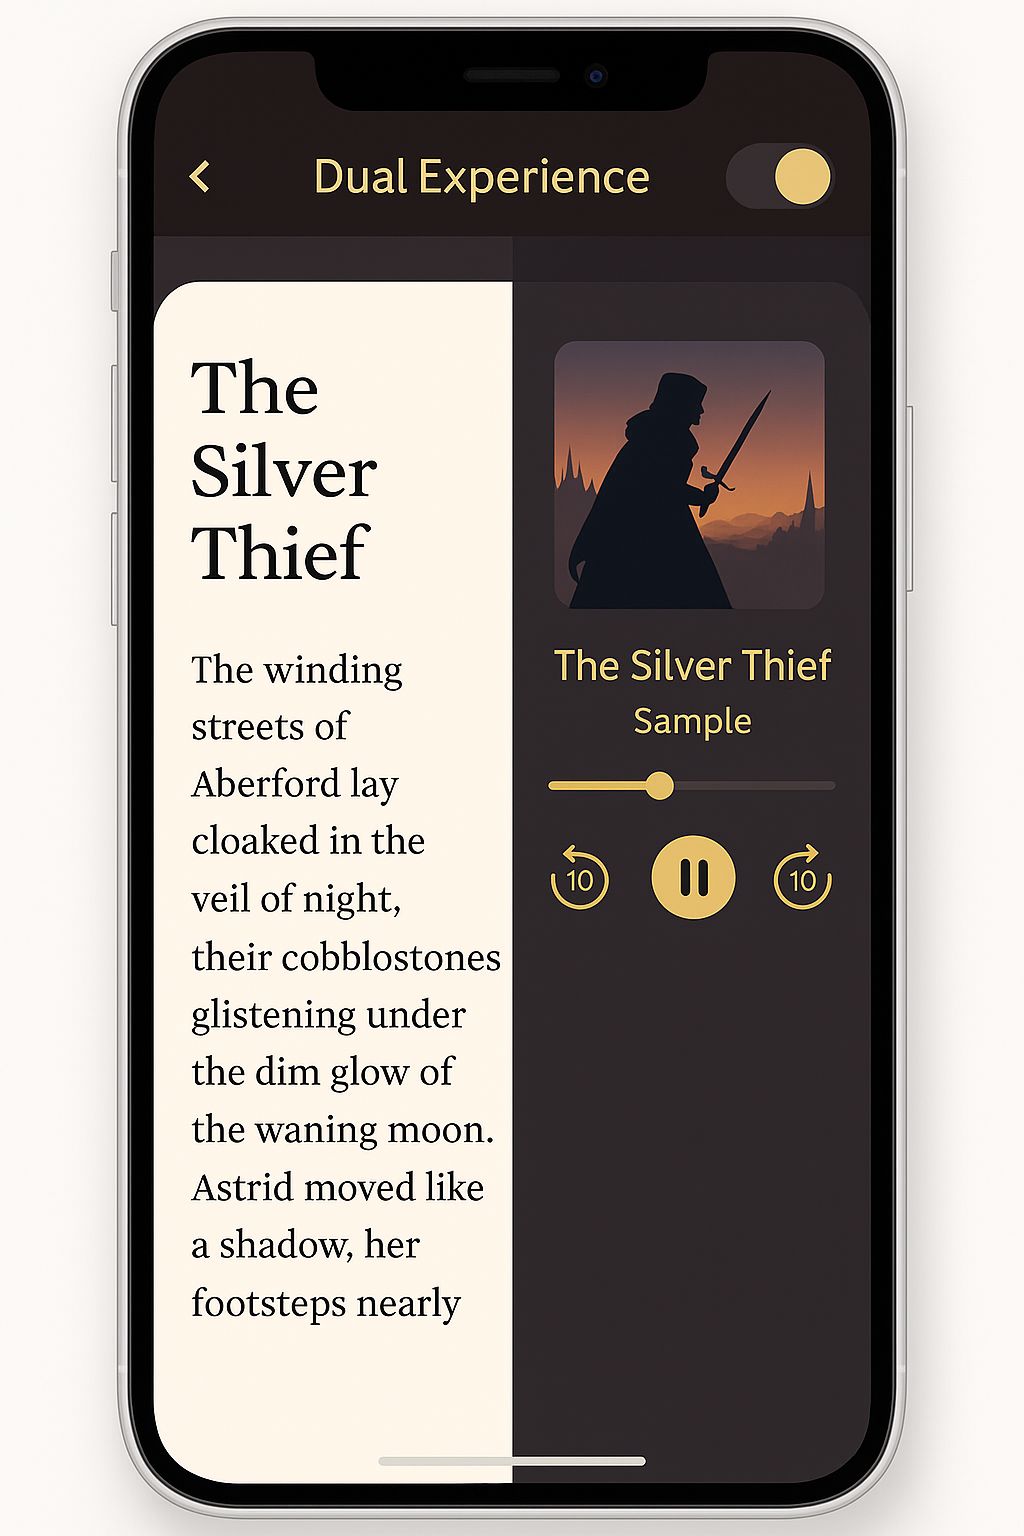 Dual Experience
The
Silver
Thief
The winding
streets of
Aberford lay
cloaked in the
veil of night,
their cobblostones
glistening under
the dim glow of
the waning moon.
Astrid moved like
a shadow, her
footsteps nearly
The Silver Thief
Sample
10
10